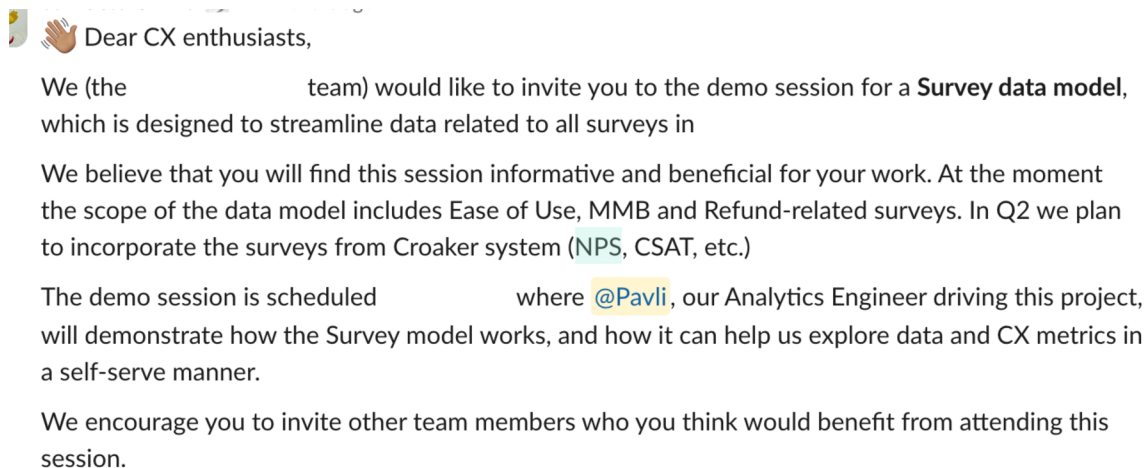 Dear CX enthusiasts,
We (the team) would like to invite you to the demo session for a Survey data model,
which is designed to streamline data related to all surveys in
We believe that you will find this session informative and beneficial for your work. At the moment
the scope of the data model includes Ease of Use, MMB and Refund-related surveys. In Q2 we plan
to incorporate the surveys from Croaker system (NPS, CSAT, etc.)
The demo session is scheduled where @Pavli, our Analytics Engineer driving this project,
will demonstrate how the Survey model works, and how it can help us explore data and CX metrics in
a self-serve manner.
We encourage you to invite other team members who you think would benefit from attending this
session.